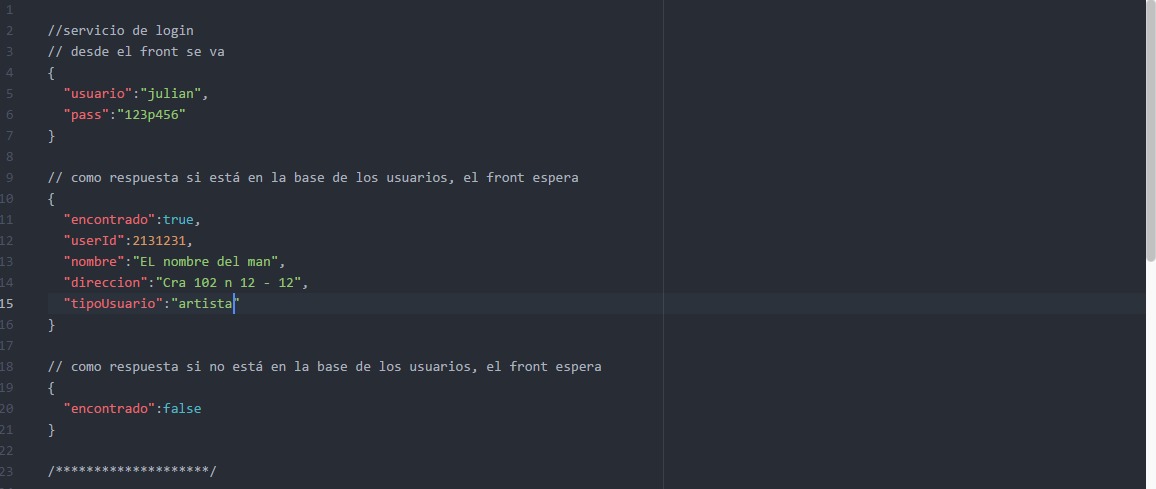 1
2 //servicio de login
3 // desde el front se va
4 {
5 "usuario":"julian",
6 "pass":"123p456"
7 }
8
9 // como respuesta si está en la base de los usuarios, el front espera
10 {
11 "encontrado":true,
12 "userId":2131231,
13 "nombre":"EL nombre del man",
14 "direccion":"Cra 102 n 12 - 12",
15 "tipoUsuario":"artista"
16 }
17
18 // como respuesta si no está en la base de los usuarios, el front espera
19 {
20 "encontrado":false
21 }
22
23 /********************/